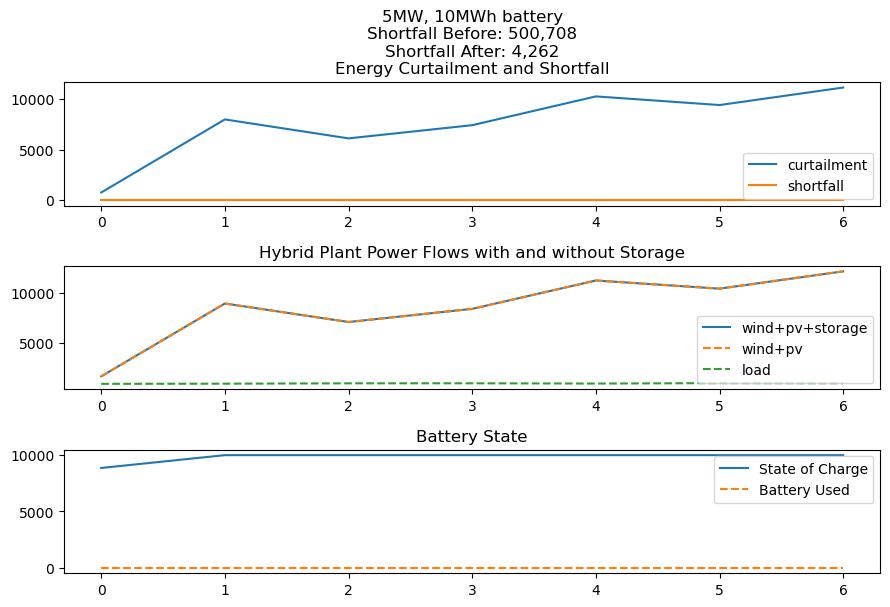 5MW, 10MWh battery
Shortfall Before: 500,708
Shortfall After: 4,262
Energy Curtailment and Shortfall
10000
5000
0
curtailment
shortfall
0 1 2 3 4 5 6
Hybrid Plant Power Flows with and without Storage
10000
5000
wind+pv+storage
wind+pv
load
0 1 2 3 4 5 6
Battery State
10000
5000
0
State of Charge
Battery Used
0 1 2 3 4 5 6